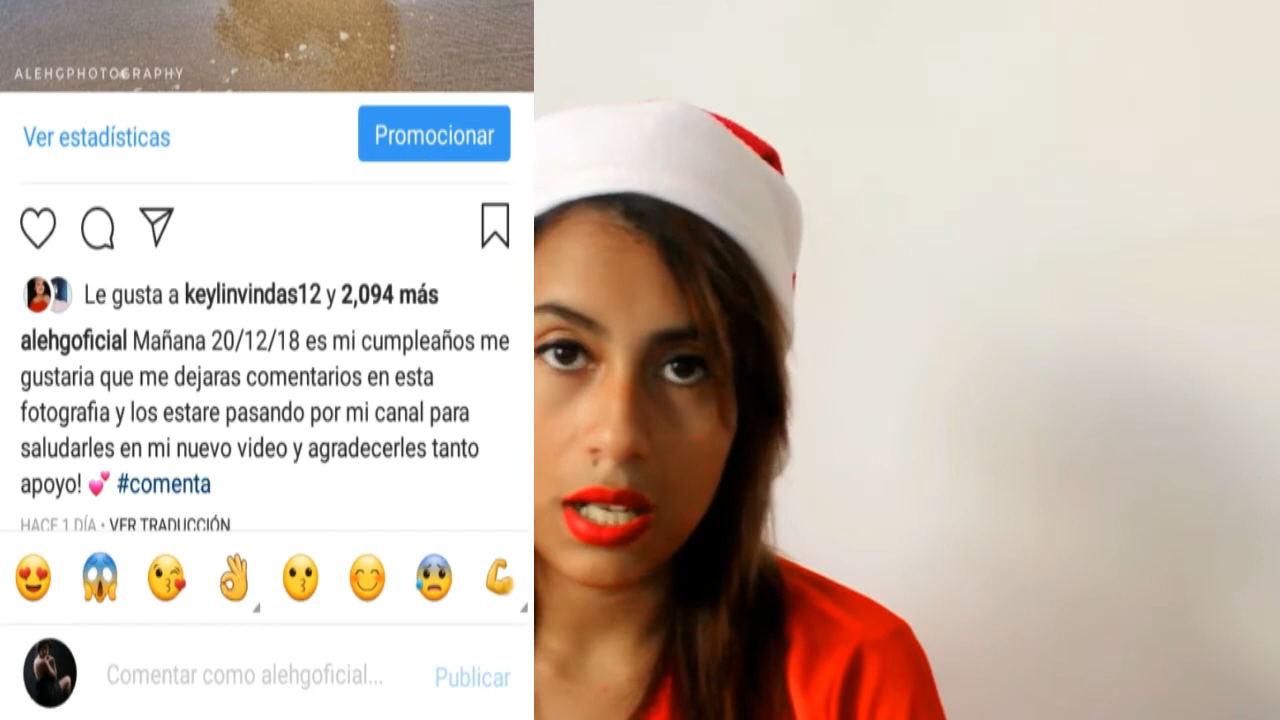 ALEHGPHOTOGRAPHY
Ver estadísticas
Promocionar
Le gusta a keylinvindas12 y 2,094 más
alehgoficial Mañana 20/12/18 es mi cumpleaños me
gustaria que me dejaras comentarios en esta
fotografia y los estare pasando por mi canal para
saludarles en mi nuevo video y agradecerles tanto
apoyo! 💕 #comenta
HACE 1 DÍA • VER TRADUCCIÓN
Comentar como alehgoficial...
Publicar